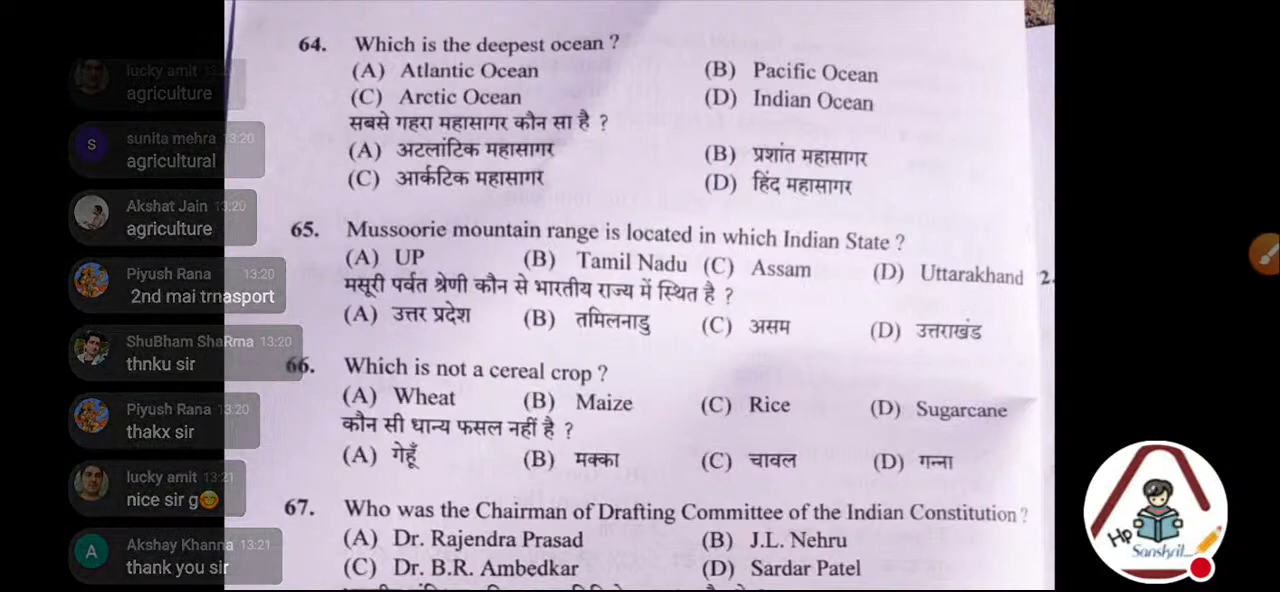 lucky amit 13:20
agriculture
sunita mehra 13:20
agricultural
Akshat Jain 13:20
agriculture
Piyush Rana 13:20
2nd mai trnasport
ShuBham ShaRma 13:20
thnku sir
Piyush Rana 13:20
thakx sir
lucky amit 13:21
nice sir g😊
Akshay Khanna 13:21
thank you sir
64. Which is the deepest ocean ?
(A) Atlantic Ocean (B) Pacific Ocean
(C) Arctic Ocean (D) Indian Ocean
सबसे गहरा महासागर कौन सा है ?
(A) अटलांटिक महासागर (B) प्रशांत महासागर
(C) आर्कटिक महासागर (D) हिंद महासागर
65. Mussoorie mountain range is located in which Indian State ?
(A) UP (B) Tamil Nadu (C) Assam (D) Uttarakhand 2.
मसूरी पर्वत श्रेणी कौन से भारतीय राज्य में स्थित है ?
(A) उत्तर प्रदेश (B) तमिलनाडु (C) असम (D) उत्तराखंड
66. Which is not a cereal crop ?
(A) Wheat (B) Maize (C) Rice (D) Sugarcane
कौन सी धान्य फसल नहीं है ?
(A) गेहूँ (B) मक्का (C) चावल (D) गन्ना
67. Who was the Chairman of Drafting Committee of the Indian Constitution ?
(A) Dr. Rajendra Prasad (B) J.L. Nehru
(C) Dr. B.R. Ambedkar (D) Sardar Patel
HP
Sanshril